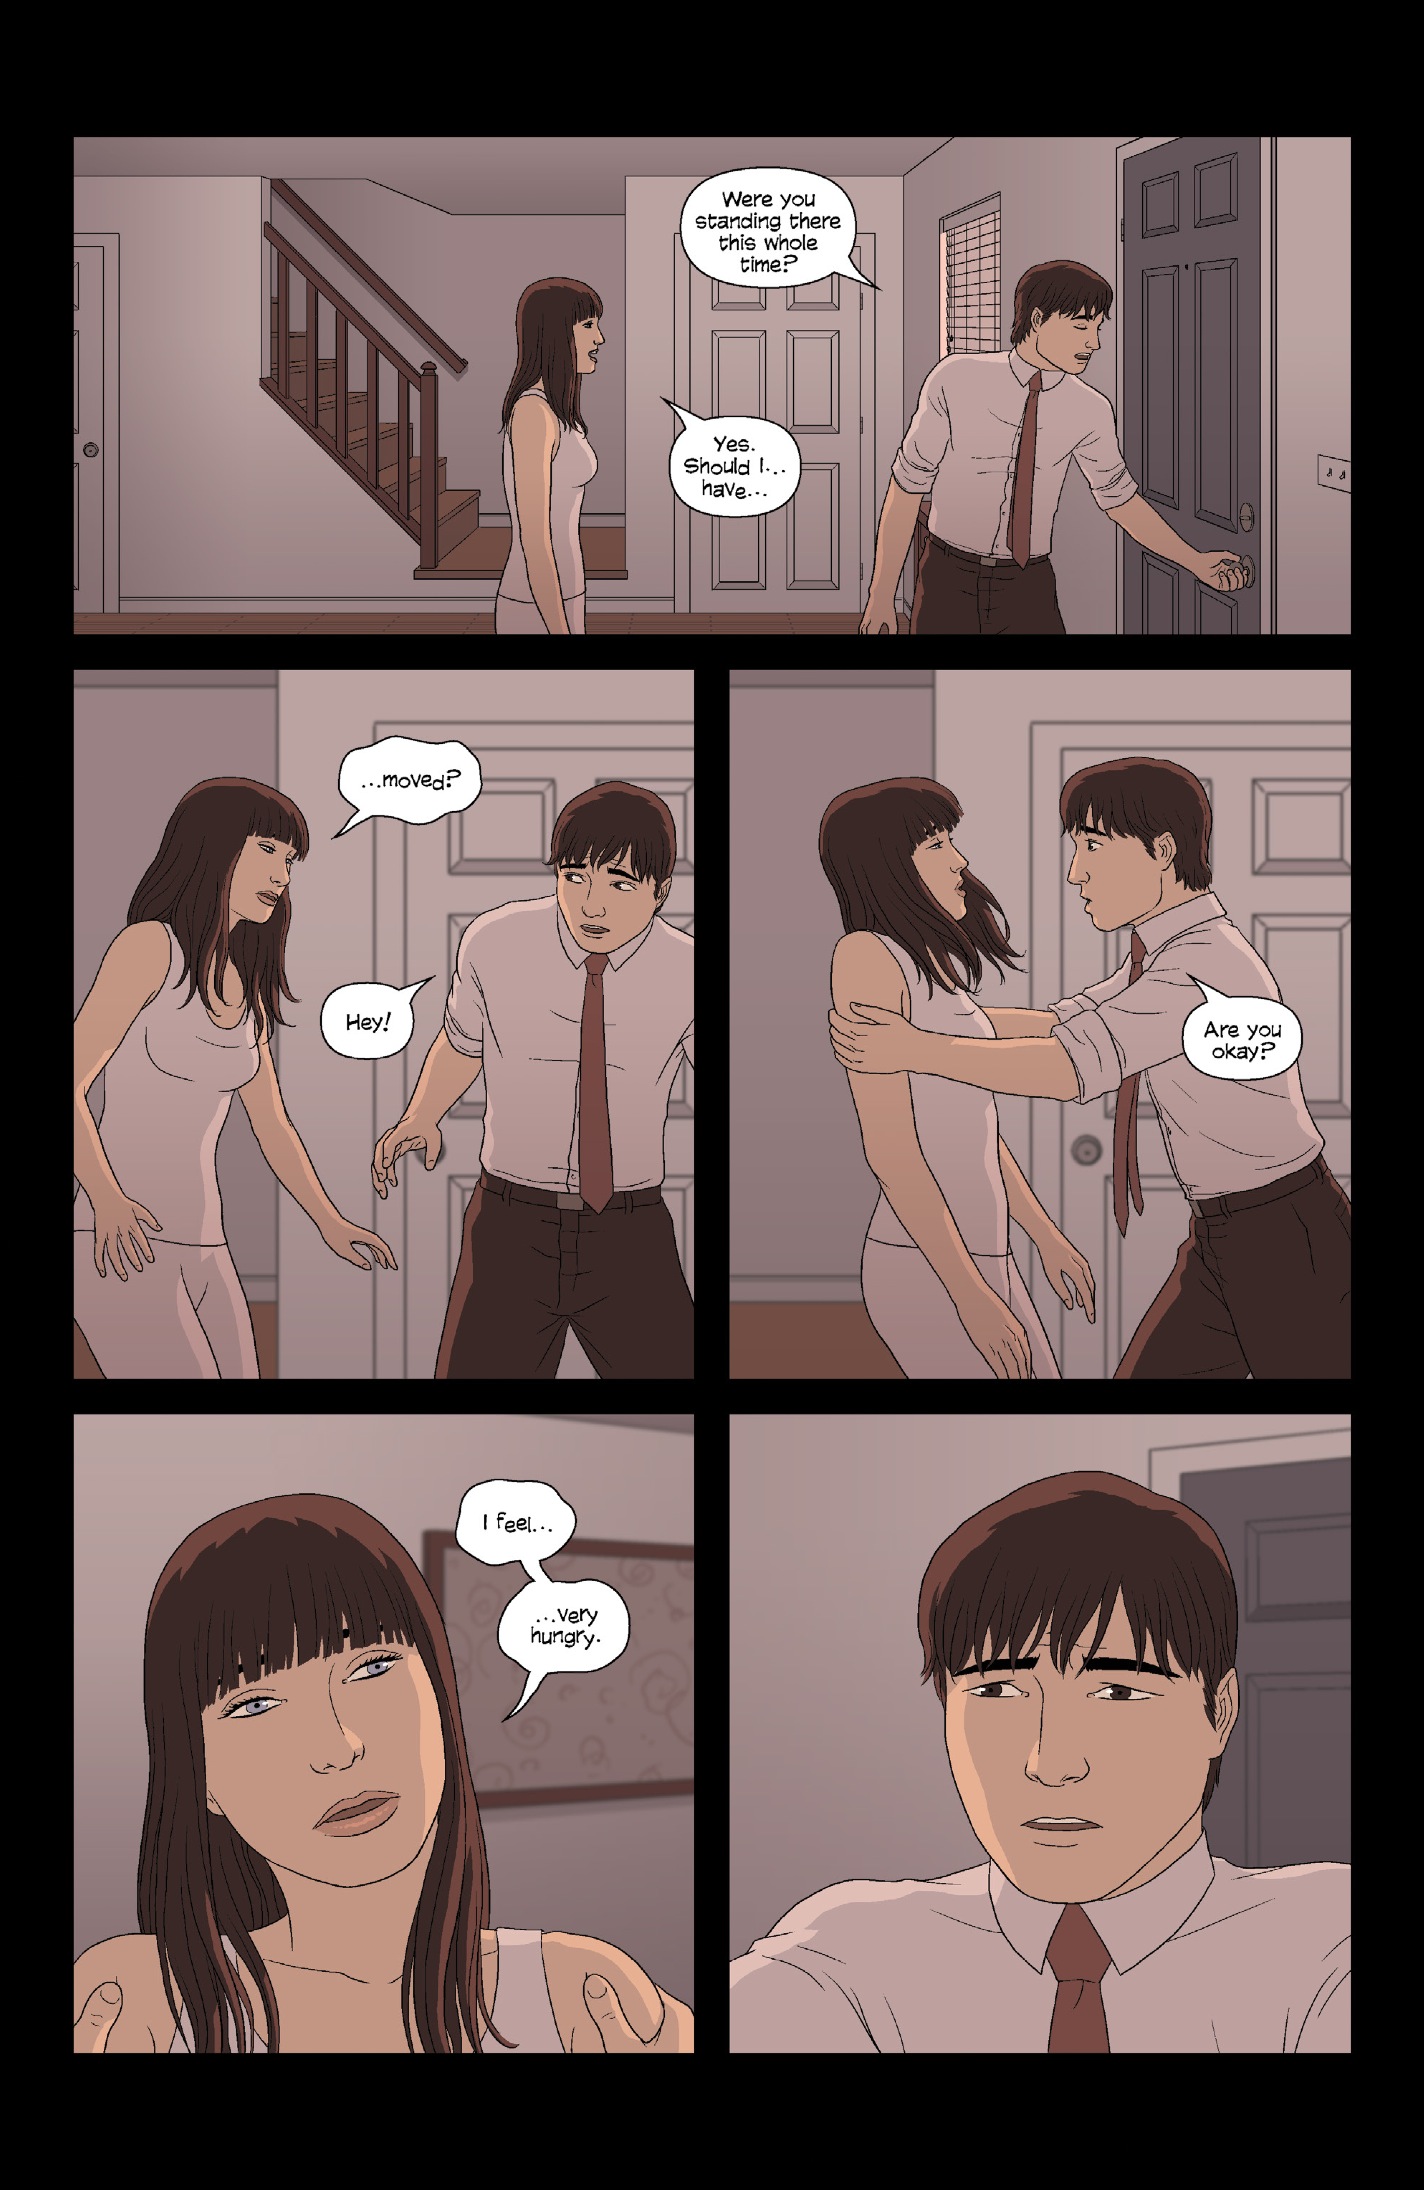 Were you
standing there
this whole
time?
Yes.
Should I...
have...
...moved?
Hey!
Are you
okay?
I feel...
...very
hungry.